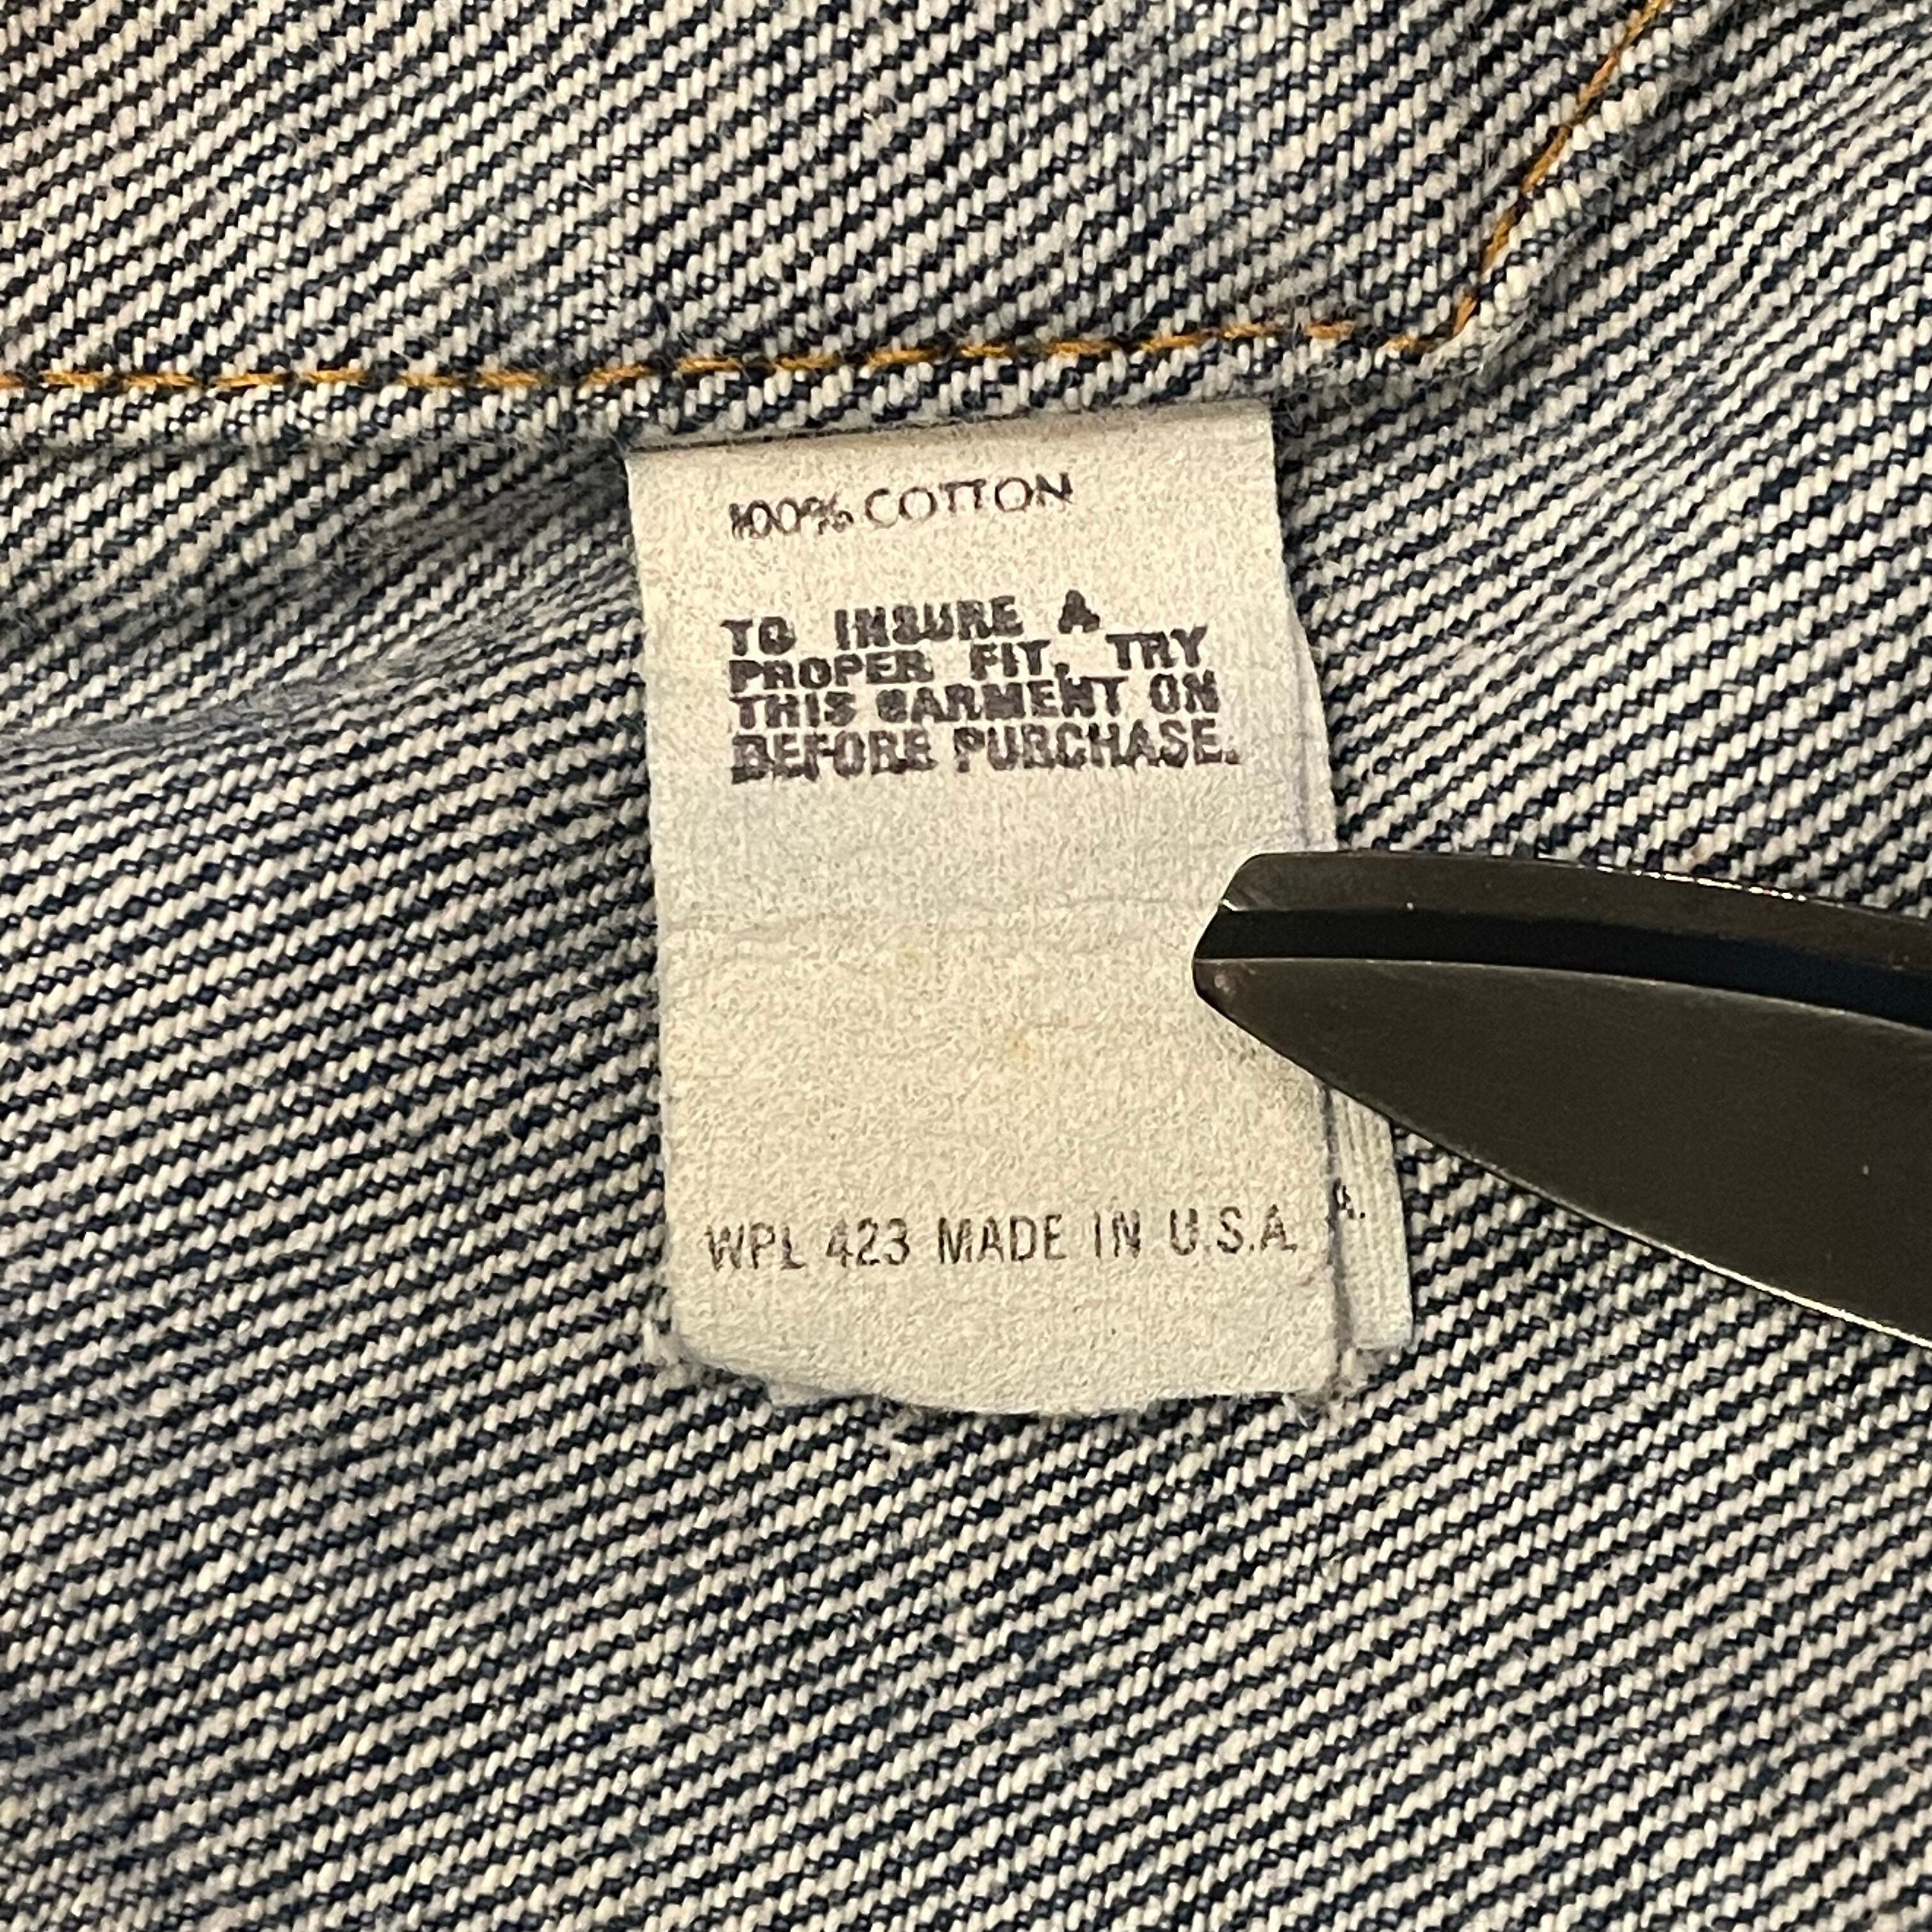 100% COTTON
TO INSURE A
PROPER FIT, TRY
THIS GARMENT ON
BEFORE PURCHASE.
WPL 423 MADE IN U.S.A.
A.